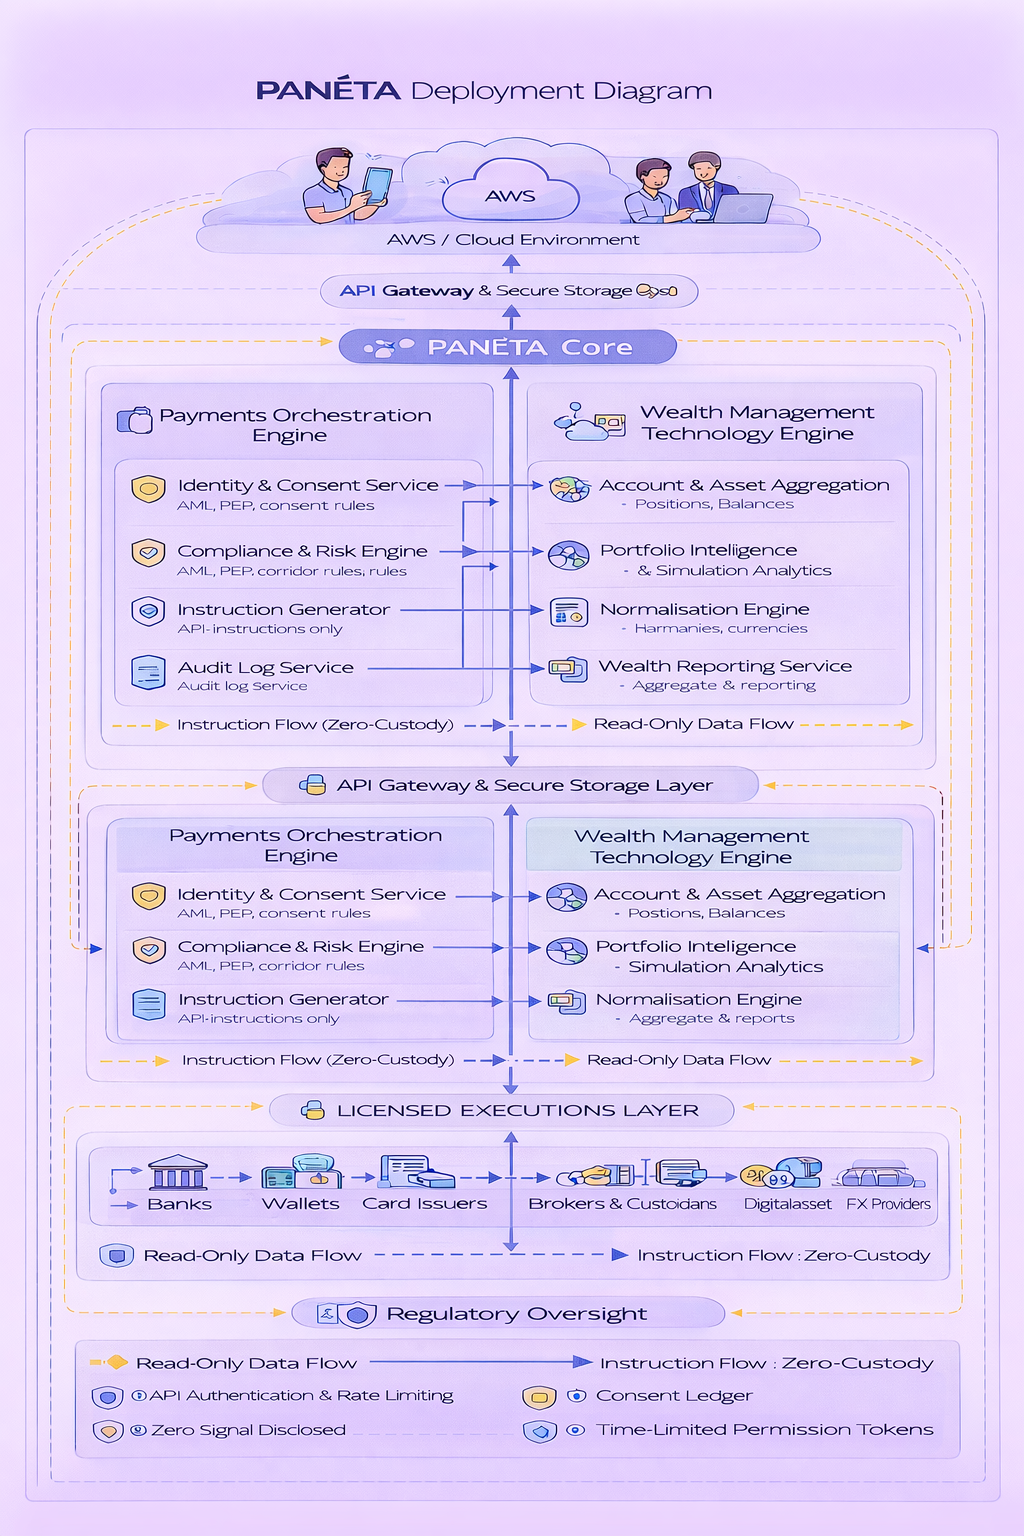 PANÉTA Deployment Diagram
AWS
AWS / Cloud Environment
API Gateway & Secure Storage
PANÉTA Core
Payments Orchestration
Engine
Identity & Consent Service
AML, PEP, consent rules
Compliance & Risk Engine
AML, PEP, corridor rules, rules
Instruction Generator
API-instructions only
Audit Log Service
Audit log Service
Wealth Management
Technology Engine
Account & Asset Aggregation
- Positions, Balances
Portfolio Intelligence
- & Simulation Analytics
Normalisation Engine
- Harmanies, currencies
Wealth Reporting Service
- Aggregate & reporting
Instruction Flow (Zero-Custody)
Read-Only Data Flow
API Gateway & Secure Storage Layer
Payments Orchestration
Engine
Identity & Consent Service
AML, PEP, consent rules
Compliance & Risk Engine
AML, PEP, corridor rules
Instruction Generator
API-instructions only
Wealth Management
Technology Engine
Account & Asset Aggregation
- Postions, Balances
Portfolio Inteligence
- Simulation Analytics
Normalisation Engine
- Aggregate & reports
Instruction Flow (Zero-Custody)
Read-Only Data Flow
LICENSED EXECUTIONS LAYER
Banks
Wallets
Card Issuers
Brokers & Custodians
Digitalasset
FX Providers
Read-Only Data Flow
Instruction Flow : Zero-Custody
Regulatory Oversight
Read-Only Data Flow
Instruction Flow : Zero-Custody
API Authentication & Rate Limiting
Consent Ledger
Zero Signal Disclosed
Time-Limited Permission Tokens